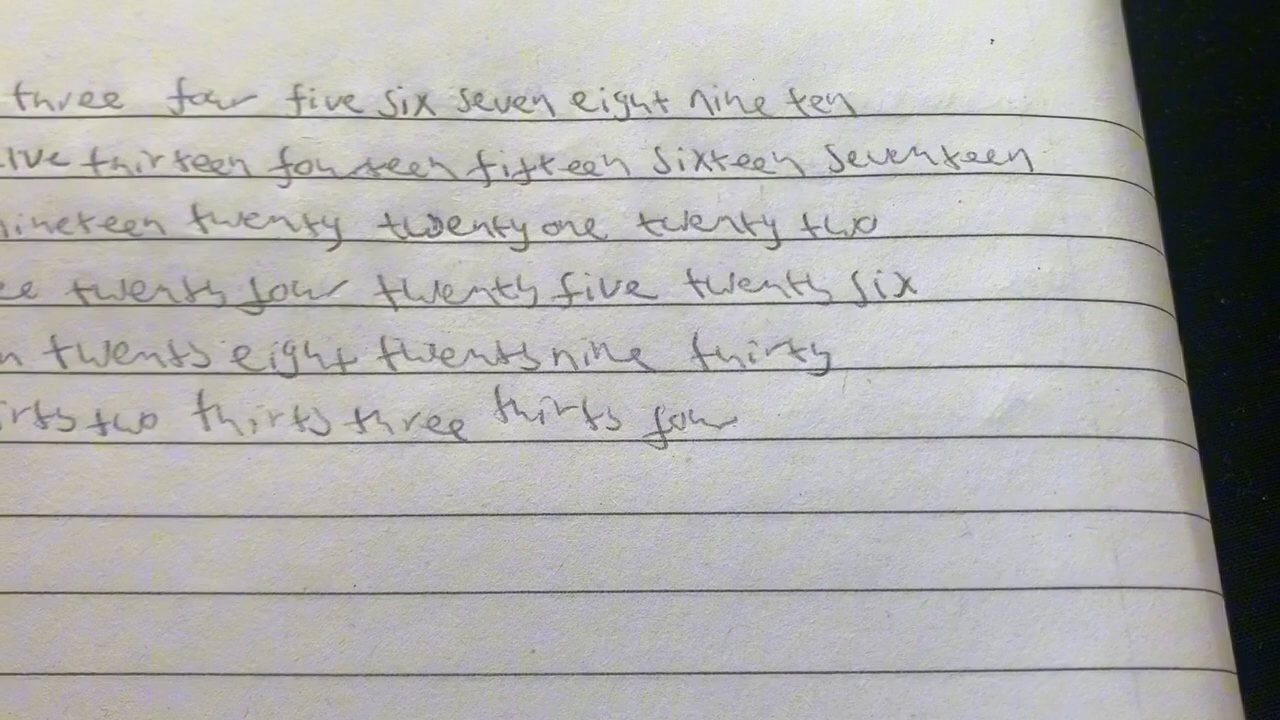 three four five six seven eight nine ten
lve thirteen fourteen fifteen sixteen seventeen
nineteen twenty twenty one twenty two
ee twenty four twenty five twenty six
n twenty eight twenty nine thirty
irty two thirty three thirty four